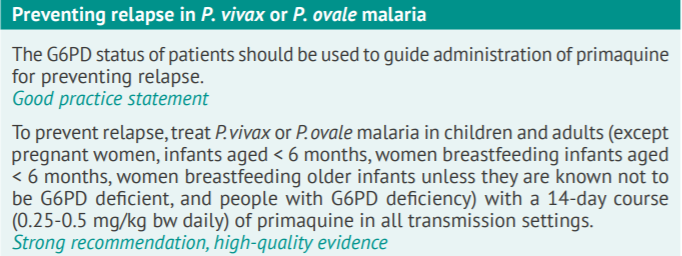 Preventing relapse in P. vivax or P. ovale malaria
The G6PD status of patients should be used to guide administration of primaquine
for preventing relapse.
Good practice statement
To prevent relapse, treat P. vivax or P. ovale malaria in children and adults (except
pregnant women, infants aged < 6 months, women breastfeeding infants aged
< 6 months, women breastfeeding older infants unless they are known not to
be G6PD deficient, and people with G6PD deficiency) with a 14-day course
(0.25-0.5 mg/kg bw daily) of primaquine in all transmission settings.
Strong recommendation, high-quality evidence